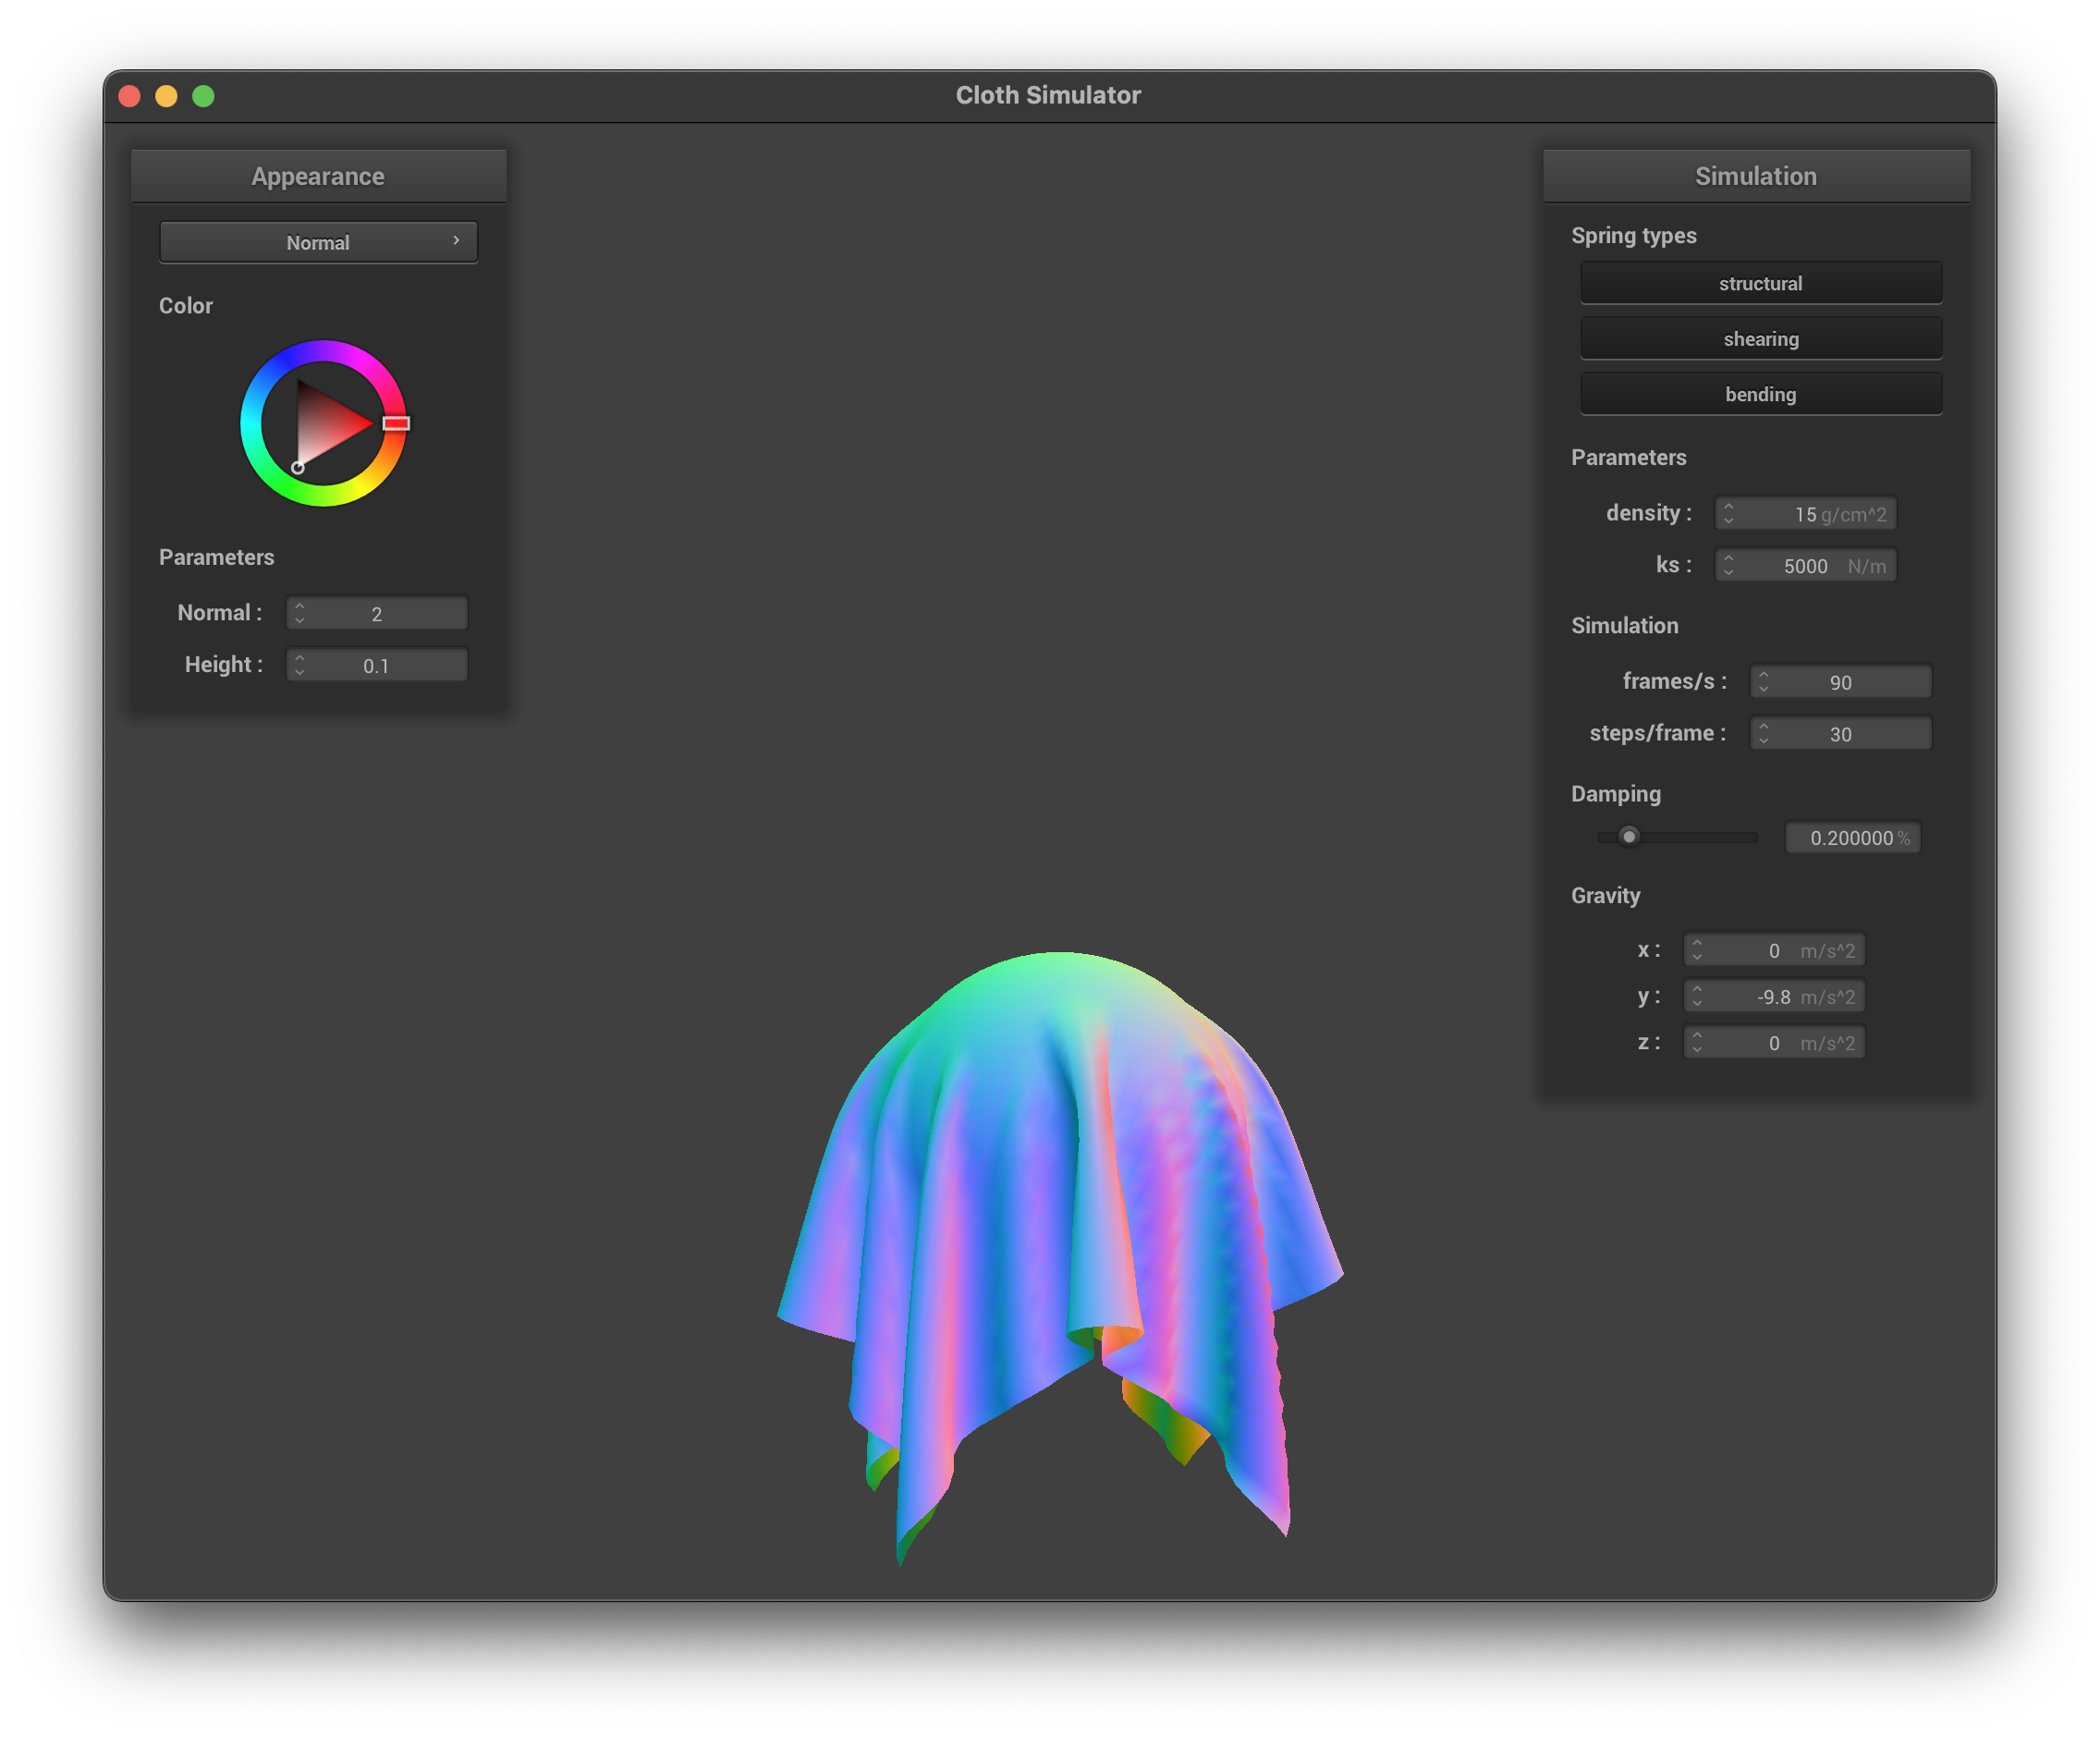 Cloth Simulator
Appearance
Normal
Color
Parameters
Normal :
2
Height :
0.1
Simulation
Spring types
structural
shearing
bending
Parameters
density :
15 g/cm^2
ks :
5000 N/m
Simulation
frames/s :
90
steps/frame :
30
Damping
0.200000 %
Gravity
x :
0 m/s^2
y :
-9.8 m/s^2
z :
0 m/s^2